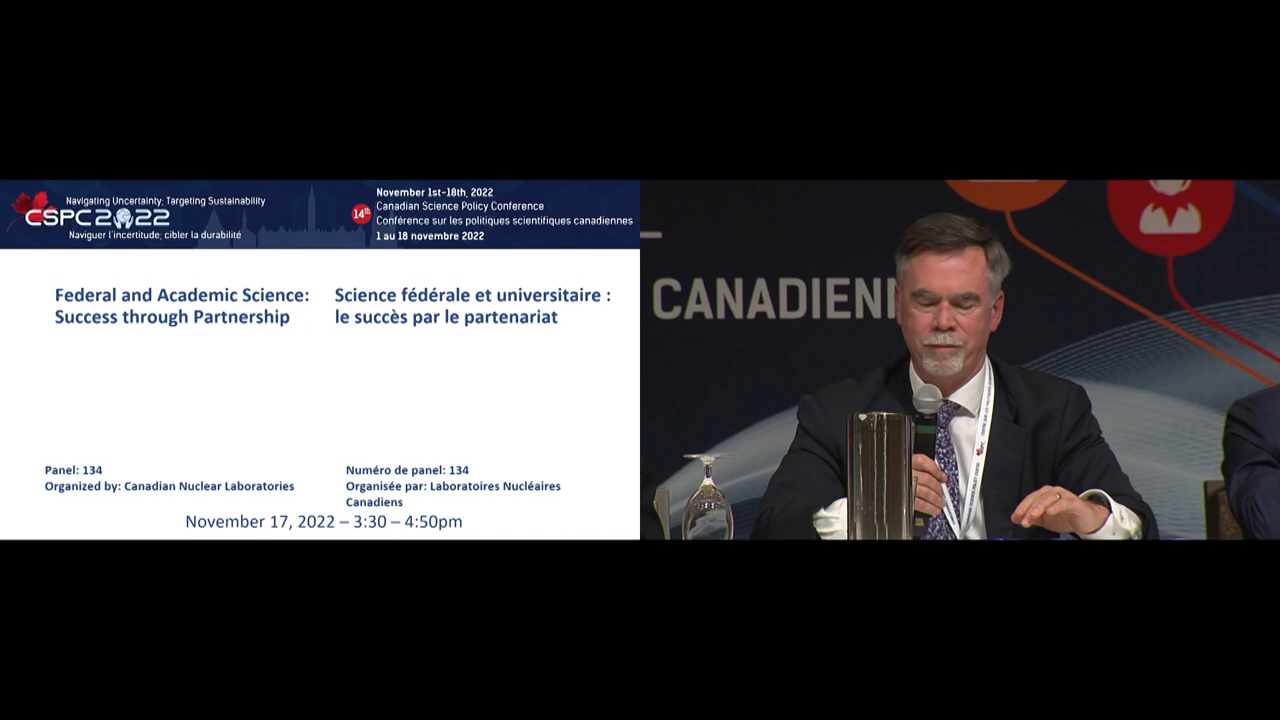 Navigating Uncertainty; Targeting Sustainability
CSPC2022
Naviguer l'incertitude; cibler la durabilité
14th
November 1st-18th, 2022
Canadian Science Policy Conference
Conférence sur les politiques scientifiques canadiennes
1 au 18 novembre 2022
Federal and Academic Science:
Success through Partnership
Science fédérale et universitaire :
le succès par le partenariat
Panel: 134
Organized by: Canadian Nuclear Laboratories
Numéro de panel: 134
Organisée par: Laboratoires Nucléaires
Canadiens
November 17, 2022 – 3:30 – 4:50pm
CANADIEN